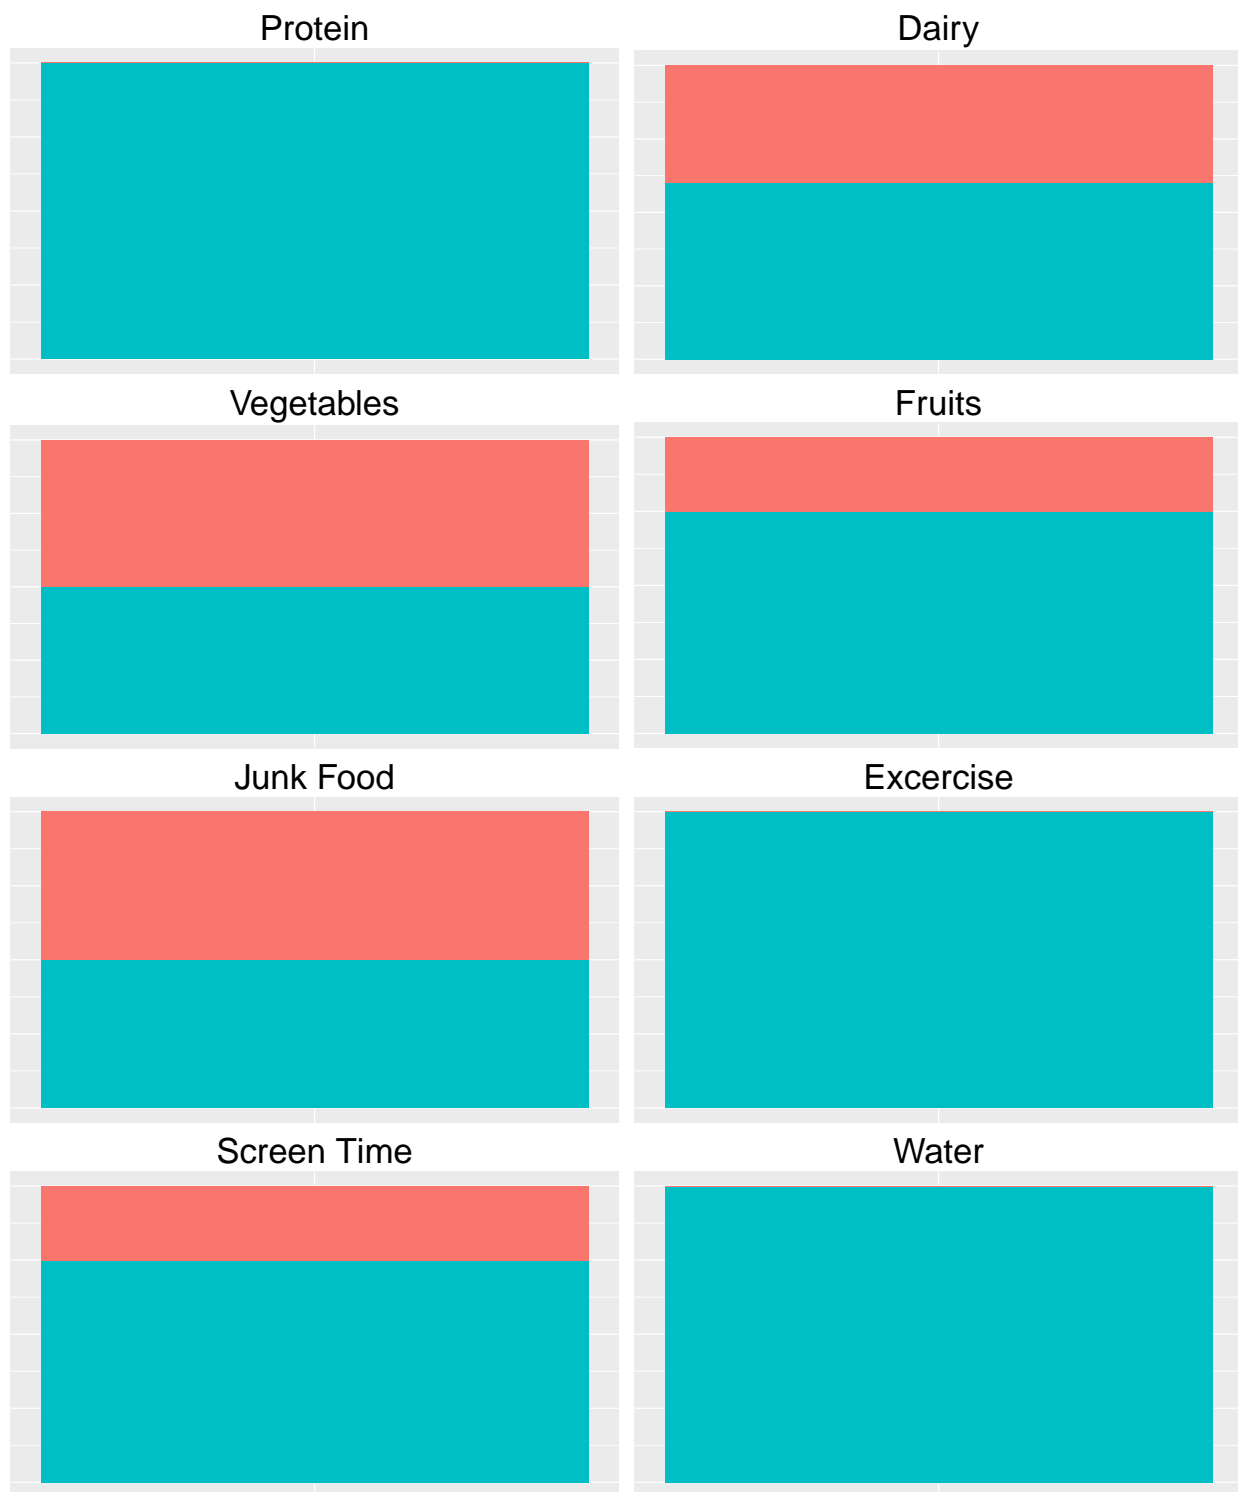 Protein
Dairy
Vegetables
Fruits
Junk Food
Excercise
Screen Time
Water